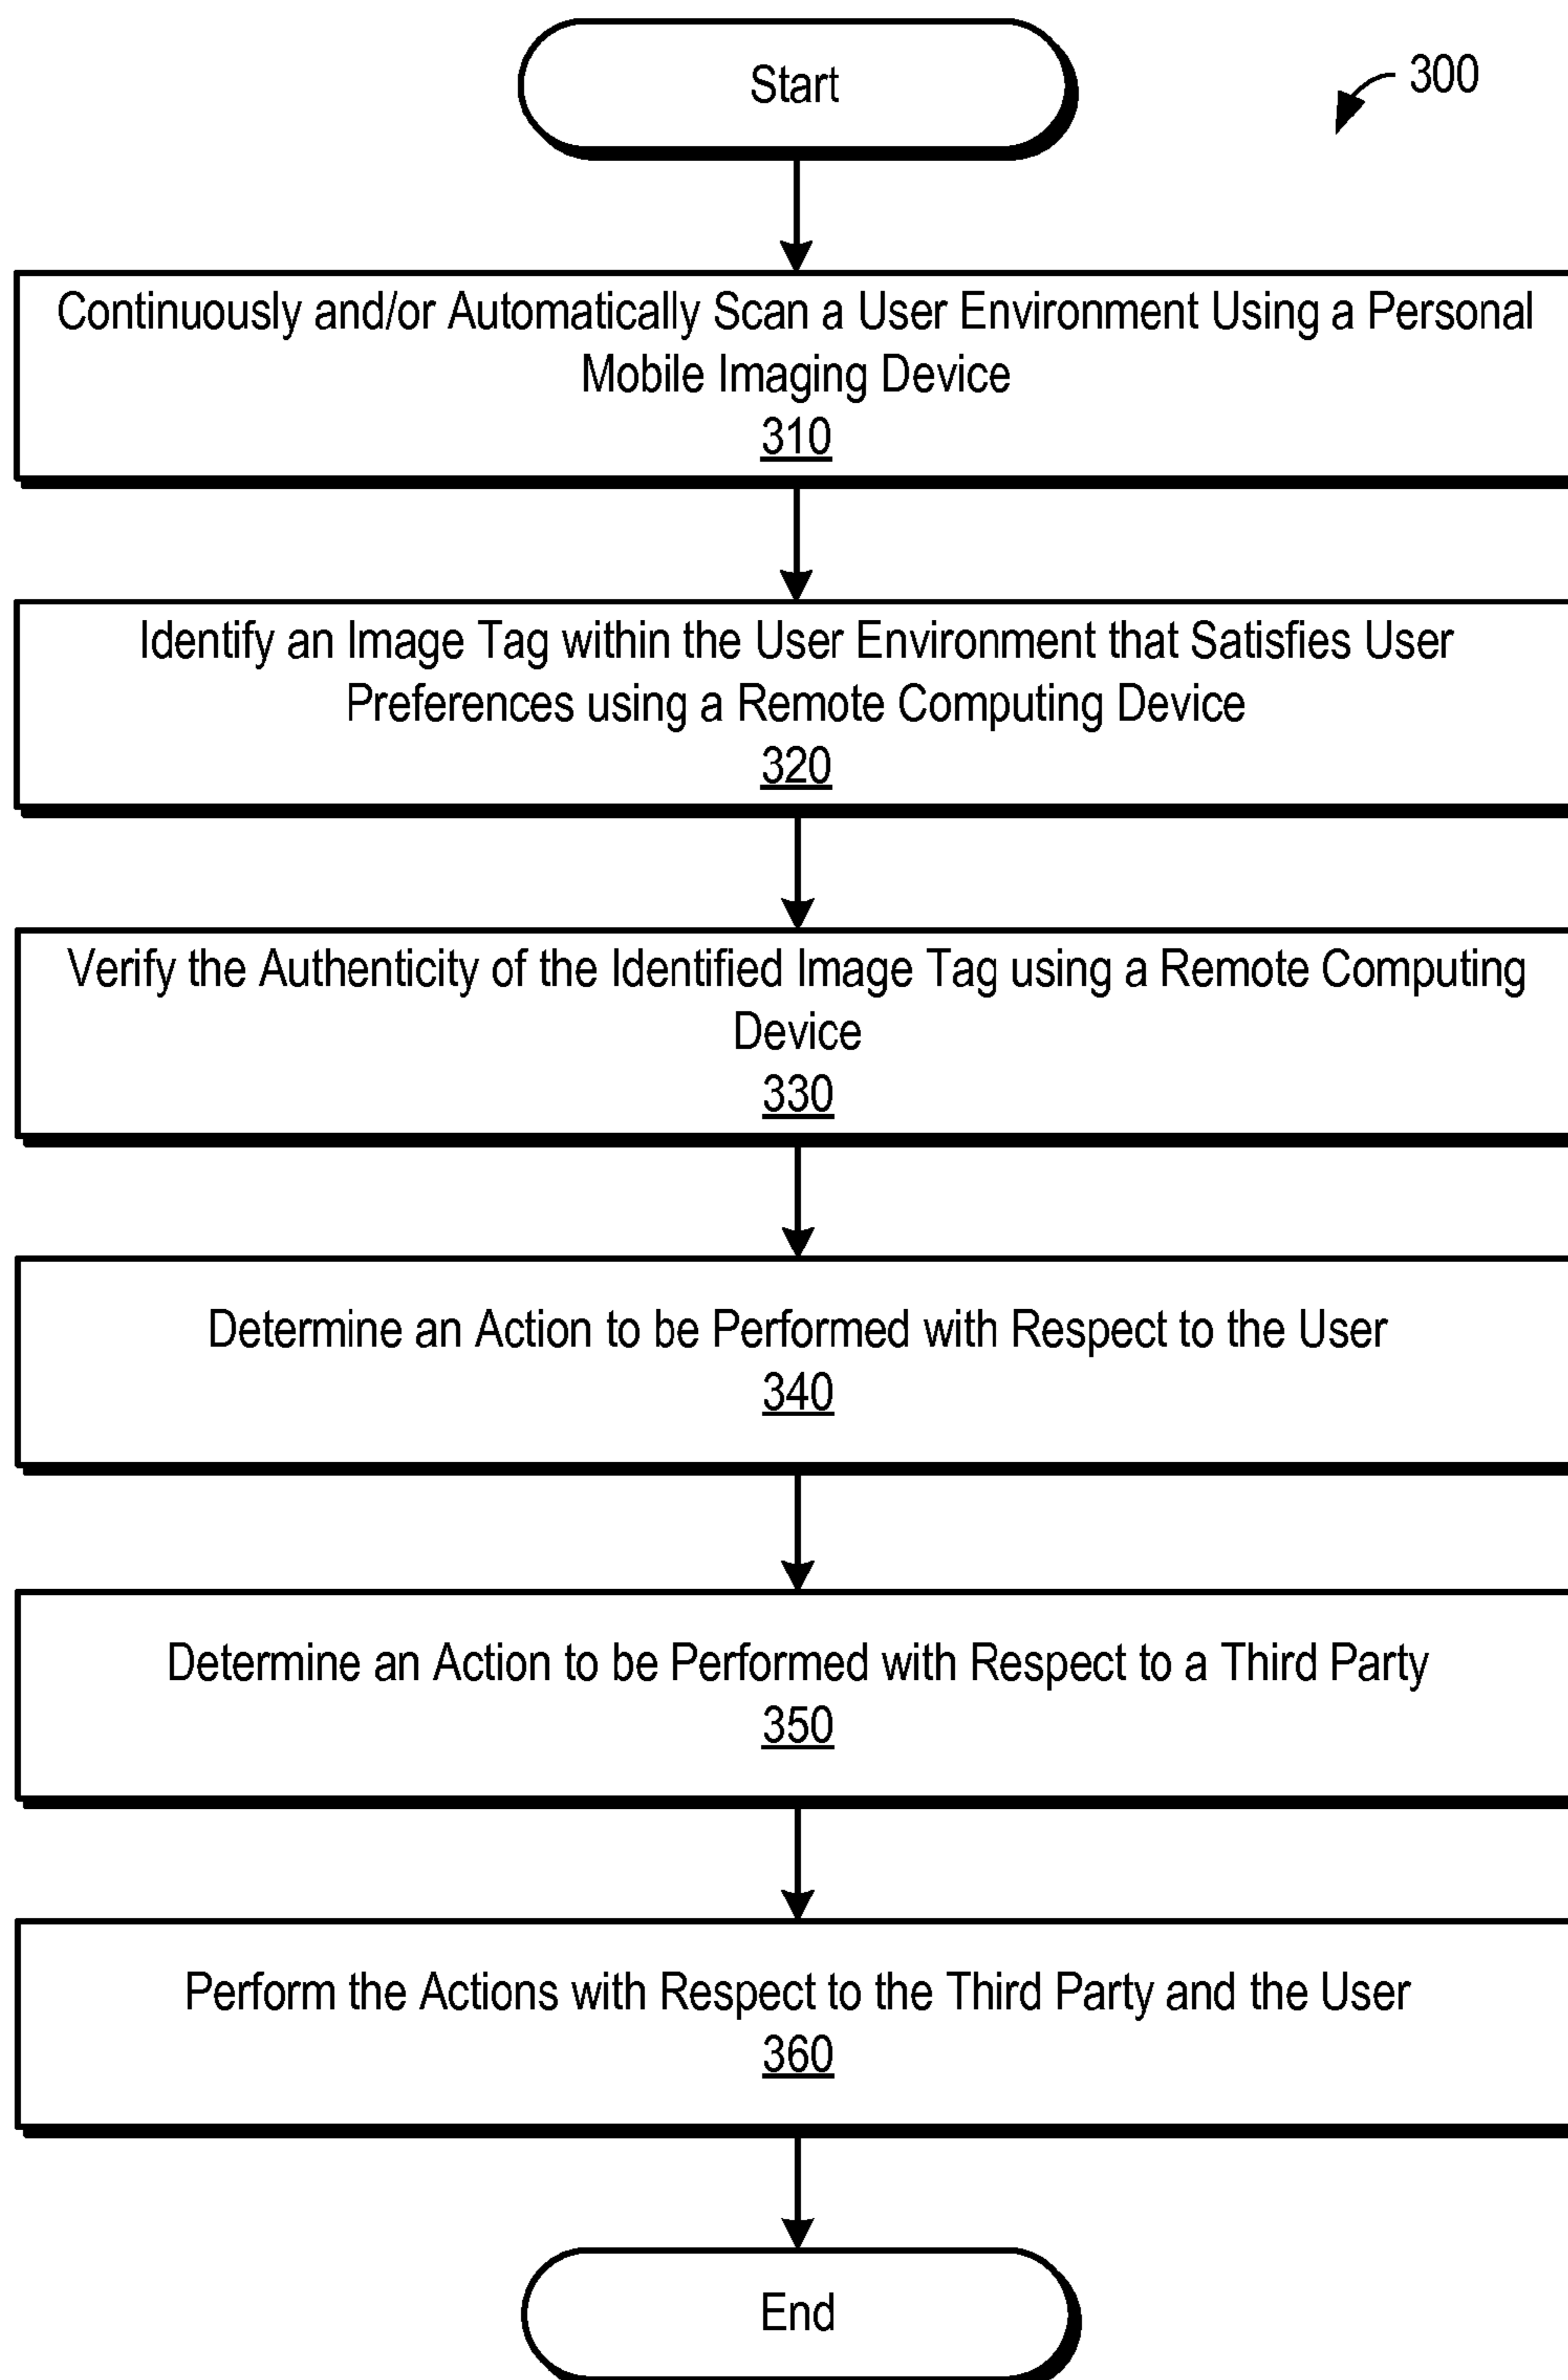 Start
300
Continuously and/or Automatically Scan a User Environment Using a Personal
Mobile Imaging Device
310
Identify an Image Tag within the User Environment that Satisfies User
Preferences using a Remote Computing Device
320
Verify the Authenticity of the Identified Image Tag using a Remote Computing
Device
330
Determine an Action to be Performed with Respect to the User
340
Determine an Action to be Performed with Respect to a Third Party
350
Perform the Actions with Respect to the Third Party and the User
360
End